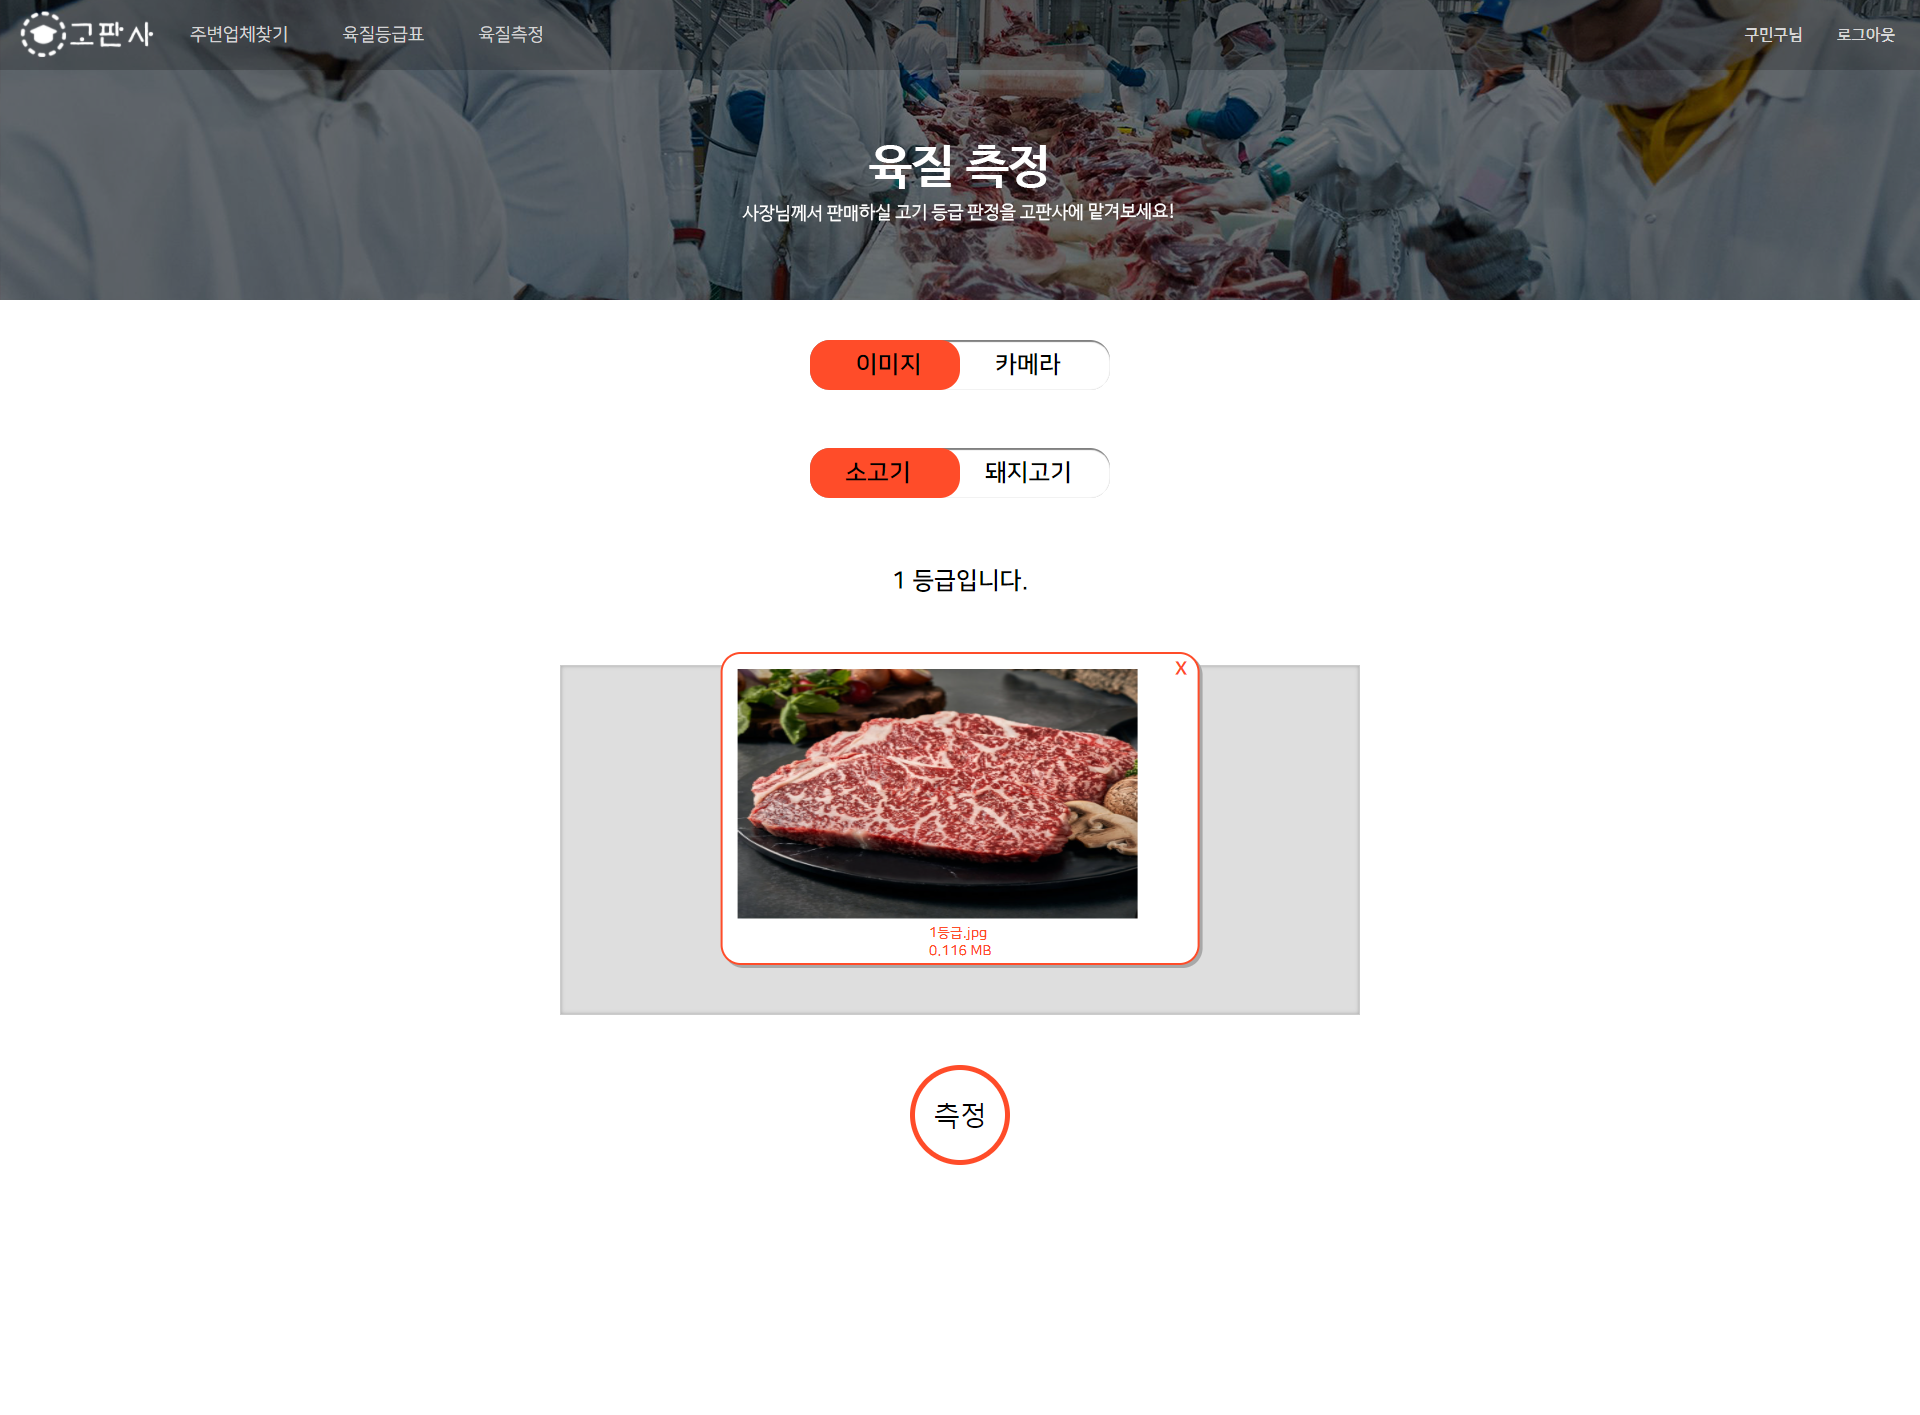 고판사 주변업체찾기 육질등급표 육질측정 구민구님 로그아웃
육질 측정
사장님께서 판매하실 고기 등급 판정을 고판사에 맡겨보세요!
이미지 카메라
소고기 돼지고기
1 등급입니다.
X
1등급.jpg
0.116 MB
측정